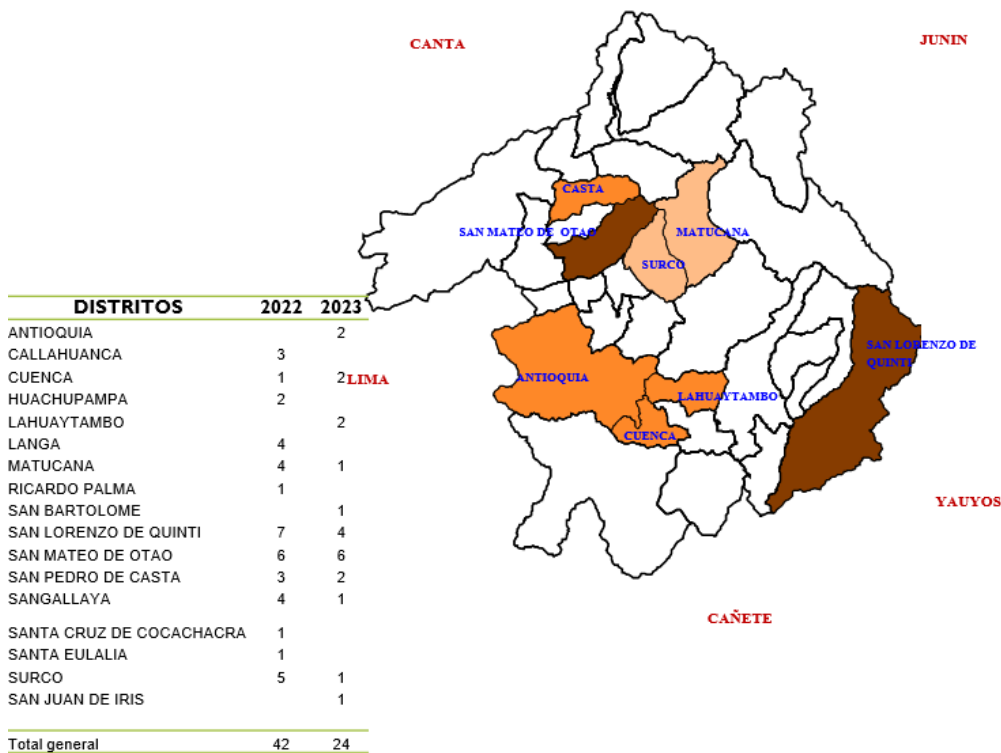 CANTA
JUNIN
CASTA
SAN MATEO DE OTAO
MATUCANA
SURCO
SAN LORENZO DE
QUINTI
ANTIOQUIA
LAHUAYTAMBO
CUENCA
LIMA
YAUYOS
CAÑETE
DISTRITOS 2022 2023
ANTIOQUIA 2
CALLAHUANCA 3
CUENCA 1 2
HUACHUPAMPA 2
LAHUAYTAMBO 2
LANGA 4
MATUCANA 4 1
RICARDO PALMA 1
SAN BARTOLOME 1
SAN LORENZO DE QUINTI 7 4
SAN MATEO DE OTAO 6 6
SAN PEDRO DE CASTA 3 2
SANGALLAYA 4 1
SANTA CRUZ DE COCACHACRA 1
SANTA EULALIA 1
SURCO 5 1
SAN JUAN DE IRIS 1
Total general 42 24